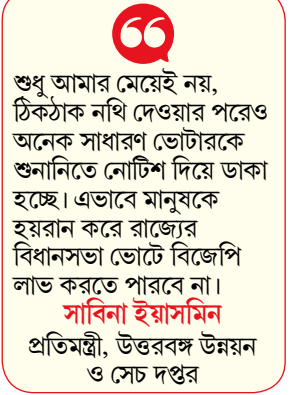 শুধু আমার মেয়েই নয়,
ঠিকঠাক নথি দেওয়ার পরেও
অনেক সাধারণ ভোটারকে
শুনানিতে নোটিশ দিয়ে ডাকা
হচ্ছে। এভাবে মানুষকে
হয়রান করে রাজ্যের
বিধানসভা ভোটে বিজেপি
লাভ করতে পারবে না।
সাবিনা ইয়াসমিন
প্রতিমন্ত্রী, উত্তরবঙ্গ উন্নয়ন
ও সেচ দপ্তর